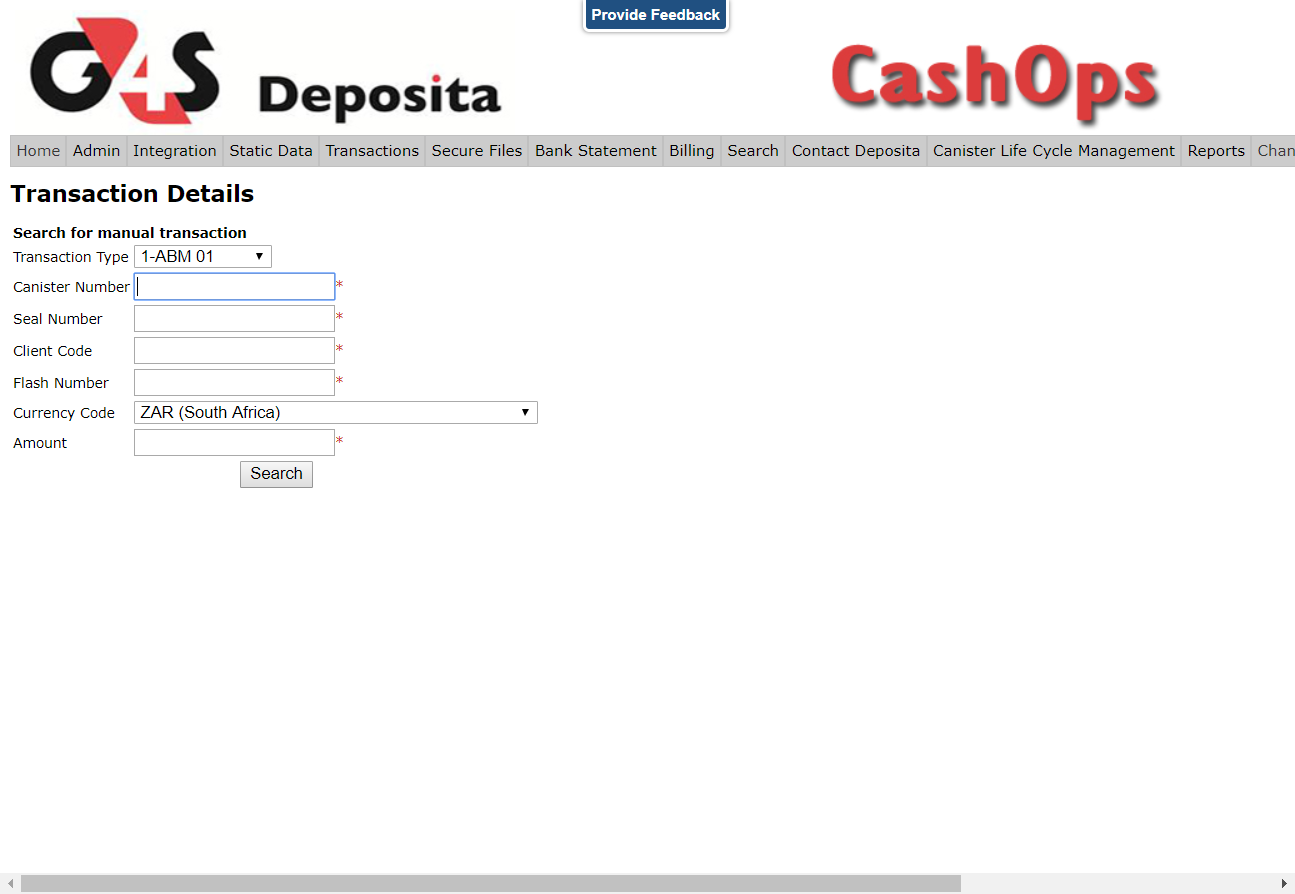 Provide Feedback
G4S Deposita
CashOps
Home Admin Integration Static Data Transactions Secure Files Bank Statement Billing Search Contact Deposita Canister Life Cycle Management Reports Chan
Transaction Details
Search for manual transaction
Transaction Type 1-ABM 01
Canister Number *
Seal Number *
Client Code *
Flash Number *
Currency Code ZAR (South Africa)
Amount *
Search